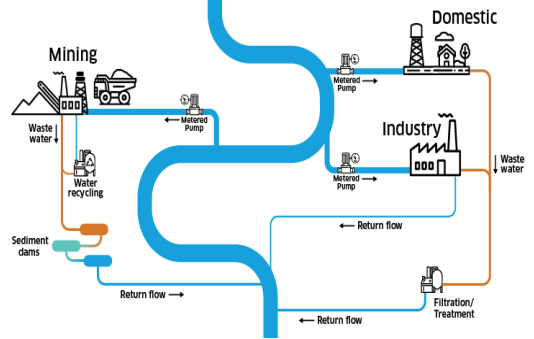 Domestic
Mining
Metered
Pump
Metered
Pump
Industry
Waste
water
Waste
water
Metered
Pump
Water
recycling
Return flow
Sediment
dams
Return flow
Filtration/
Treatment
Return flow